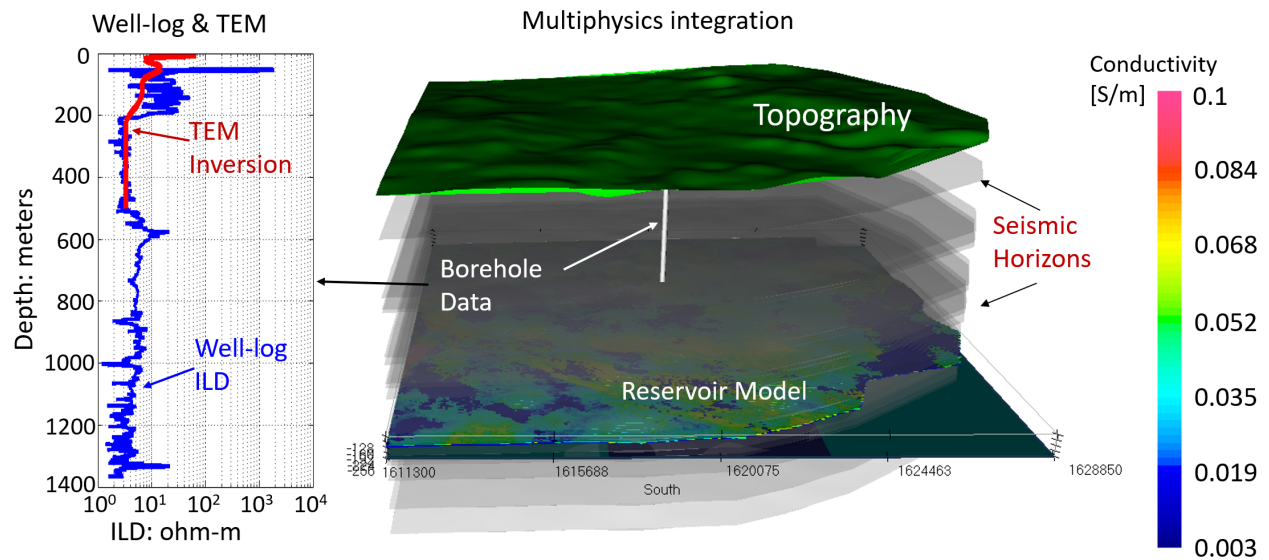 Well-log & TEM
Multiphysics integration
0
200
400
600
800
1000
1200
1400
Depth: meters
TEM
Inversion
Well-log
ILD
10⁰ 10¹ 10² 10³ 10⁴
ILD: ohm-m
Topography
Borehole
Data
Seismic
Horizons
Reservoir Model
-128
1611300 1615688 1620075 1624463 1628850
South
Conductivity
[S/m]
0.1
0.084
0.068
0.052
0.035
0.019
0.003